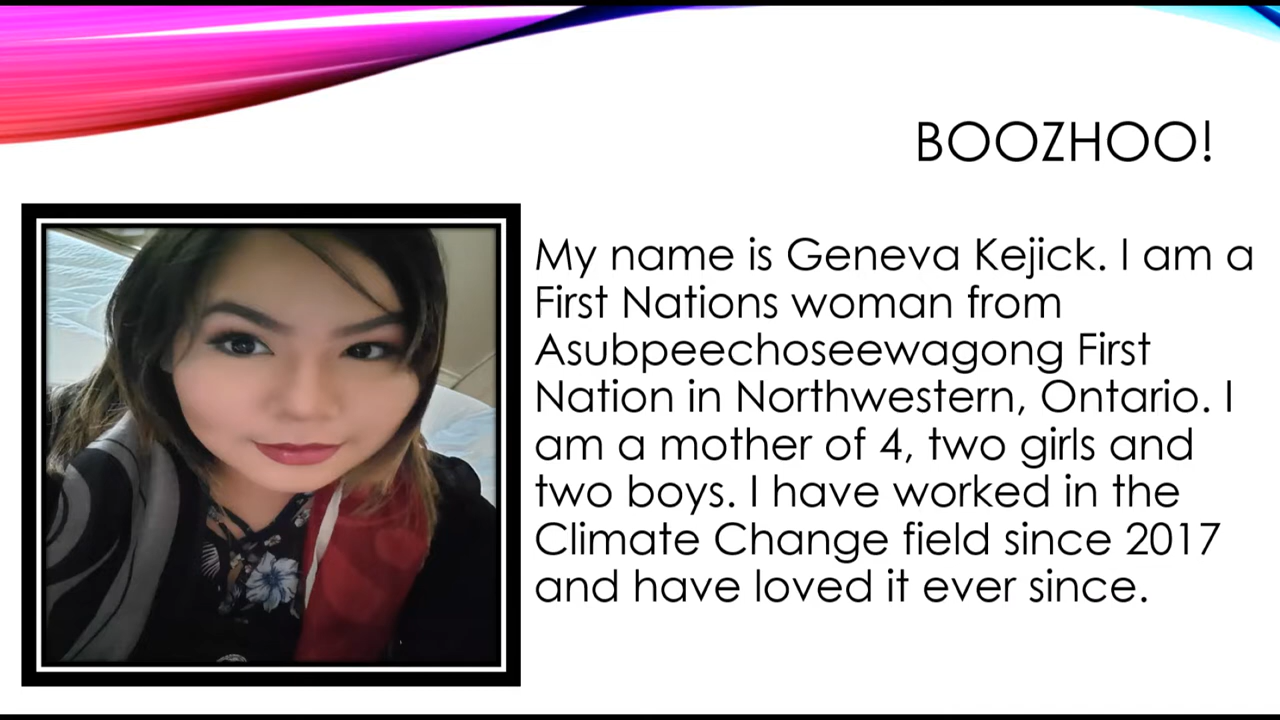 BOOZHOO!
My name is Geneva Kejick. I am a
First Nations woman from
Asubpeechoseewagong First
Nation in Northwestern, Ontario. I
am a mother of 4, two girls and
two boys. I have worked in the
Climate Change field since 2017
and have loved it ever since.